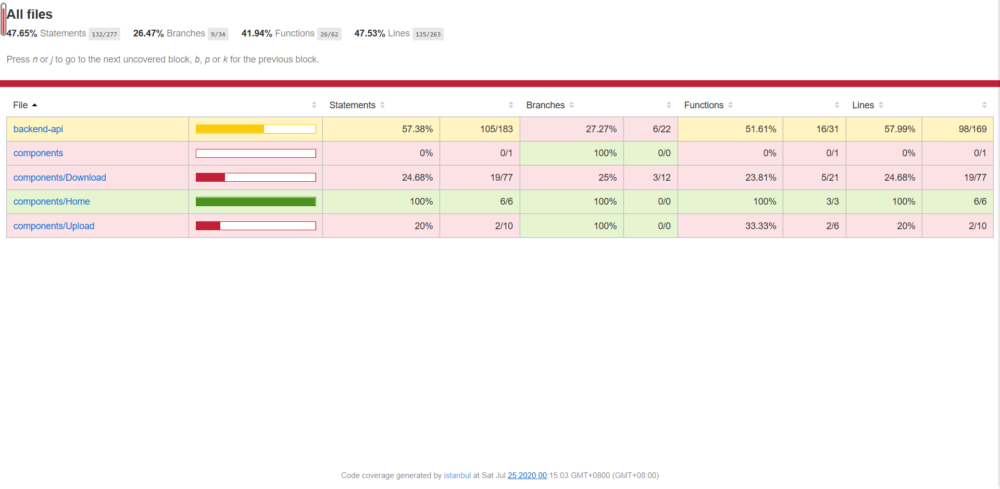 All files
47.65% Statements 132/277 26.47% Branches 9/34 41.94% Functions 26/62 47.53% Lines 125/263
Press n or j to go to the next uncovered block, b, p or k for the previous block.
File Statements Branches Functions Lines
backend-api 57.38% 105/183 27.27% 6/22 51.61% 16/31 57.99% 98/169
components 0% 0/1 100% 0/0 0% 0/1 0% 0/1
components/Download 24.68% 19/77 25% 3/12 23.81% 5/21 24.68% 19/77
components/Home 100% 6/6 100% 0/0 100% 3/3 100% 6/6
components/Upload 20% 2/10 100% 0/0 33.33% 2/6 20% 2/10
Code coverage generated by istanbul at Sat Jul 25 2020 00:15:03 GMT+0800 (GMT+08:00)